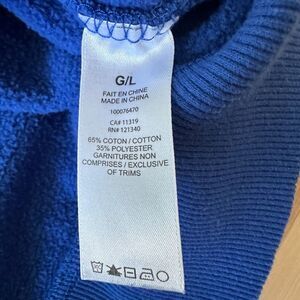 G/L
FAIT EN CHINE
MADE IN CHINA
100076470
CA# 11319
RN# 121340
65% COTON / COTTON
35% POLYESTER
GARNITURES NON
COMPRISES / EXCLUSIVE
OF TRIMS